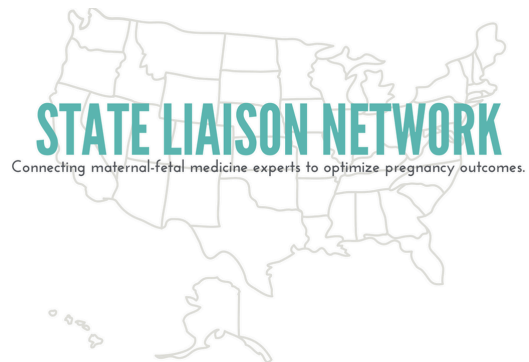 STATE LIAISON NETWORK
Connecting maternal-fetal medicine experts to optimize pregnancy outcomes.